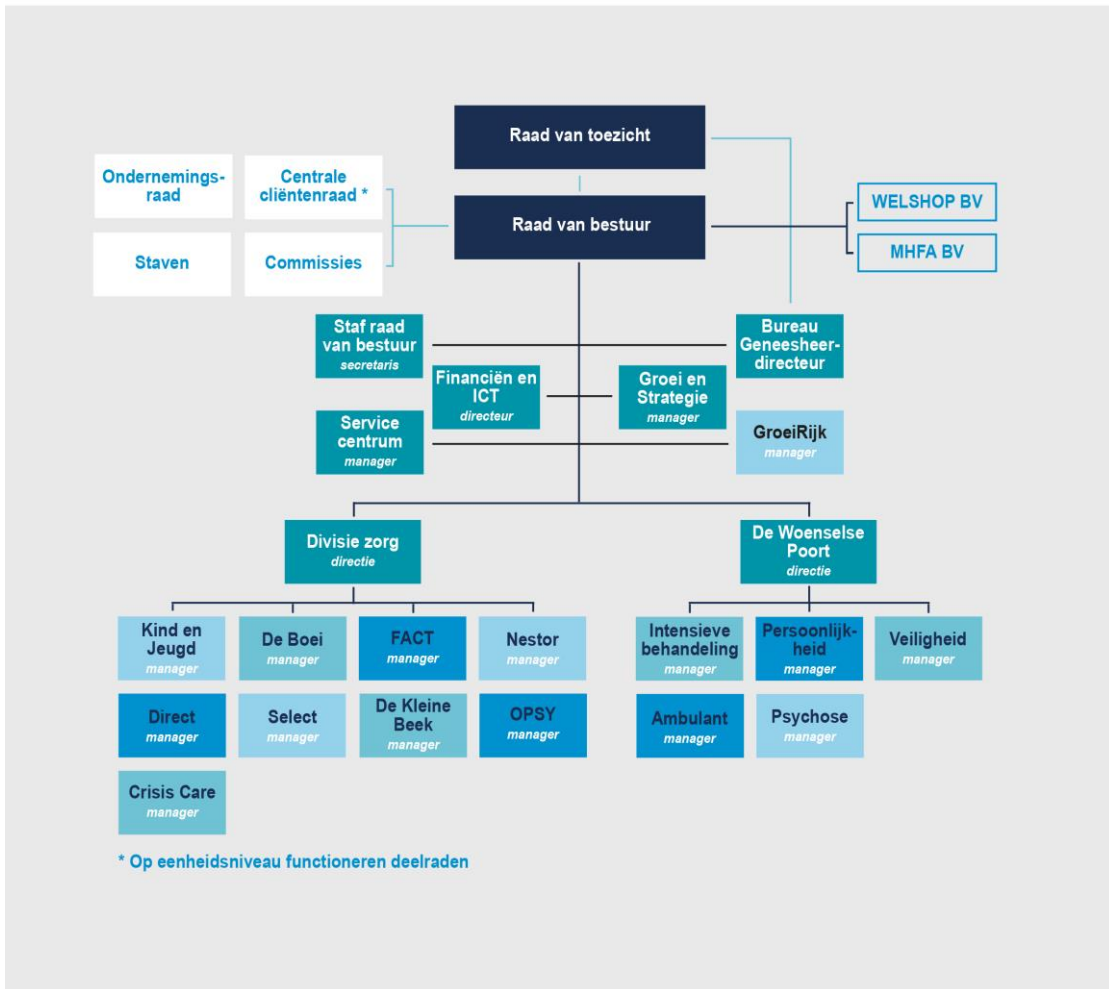 Raad van toezicht
Ondernemings-
raad
Centrale
cliëntenraad *
Raad van bestuur
WELSHOP BV
Staven
Commissies
MHFA BV
Staf raad
van bestuur
secretaris
Bureau
Geneesheer-
directeur
Financiën en
ICT
directeur
Groei en
Strategie
manager
Service
centrum
manager
GroeiRijk
manager
Divisie zorg
directie
De Woenselse
Poort
directie
Kind en
Jeugd
manager
De Boei
manager
FACT
manager
Nestor
manager
Intensieve
behandeling
manager
Persoonlijk-
heid
manager
Veiligheid
manager
Direct
manager
Select
manager
De Kleine
Beek
manager
OPSY
manager
Ambulant
manager
Psychose
manager
Crisis Care
manager
* Op eenheidsniveau functioneren deelraden